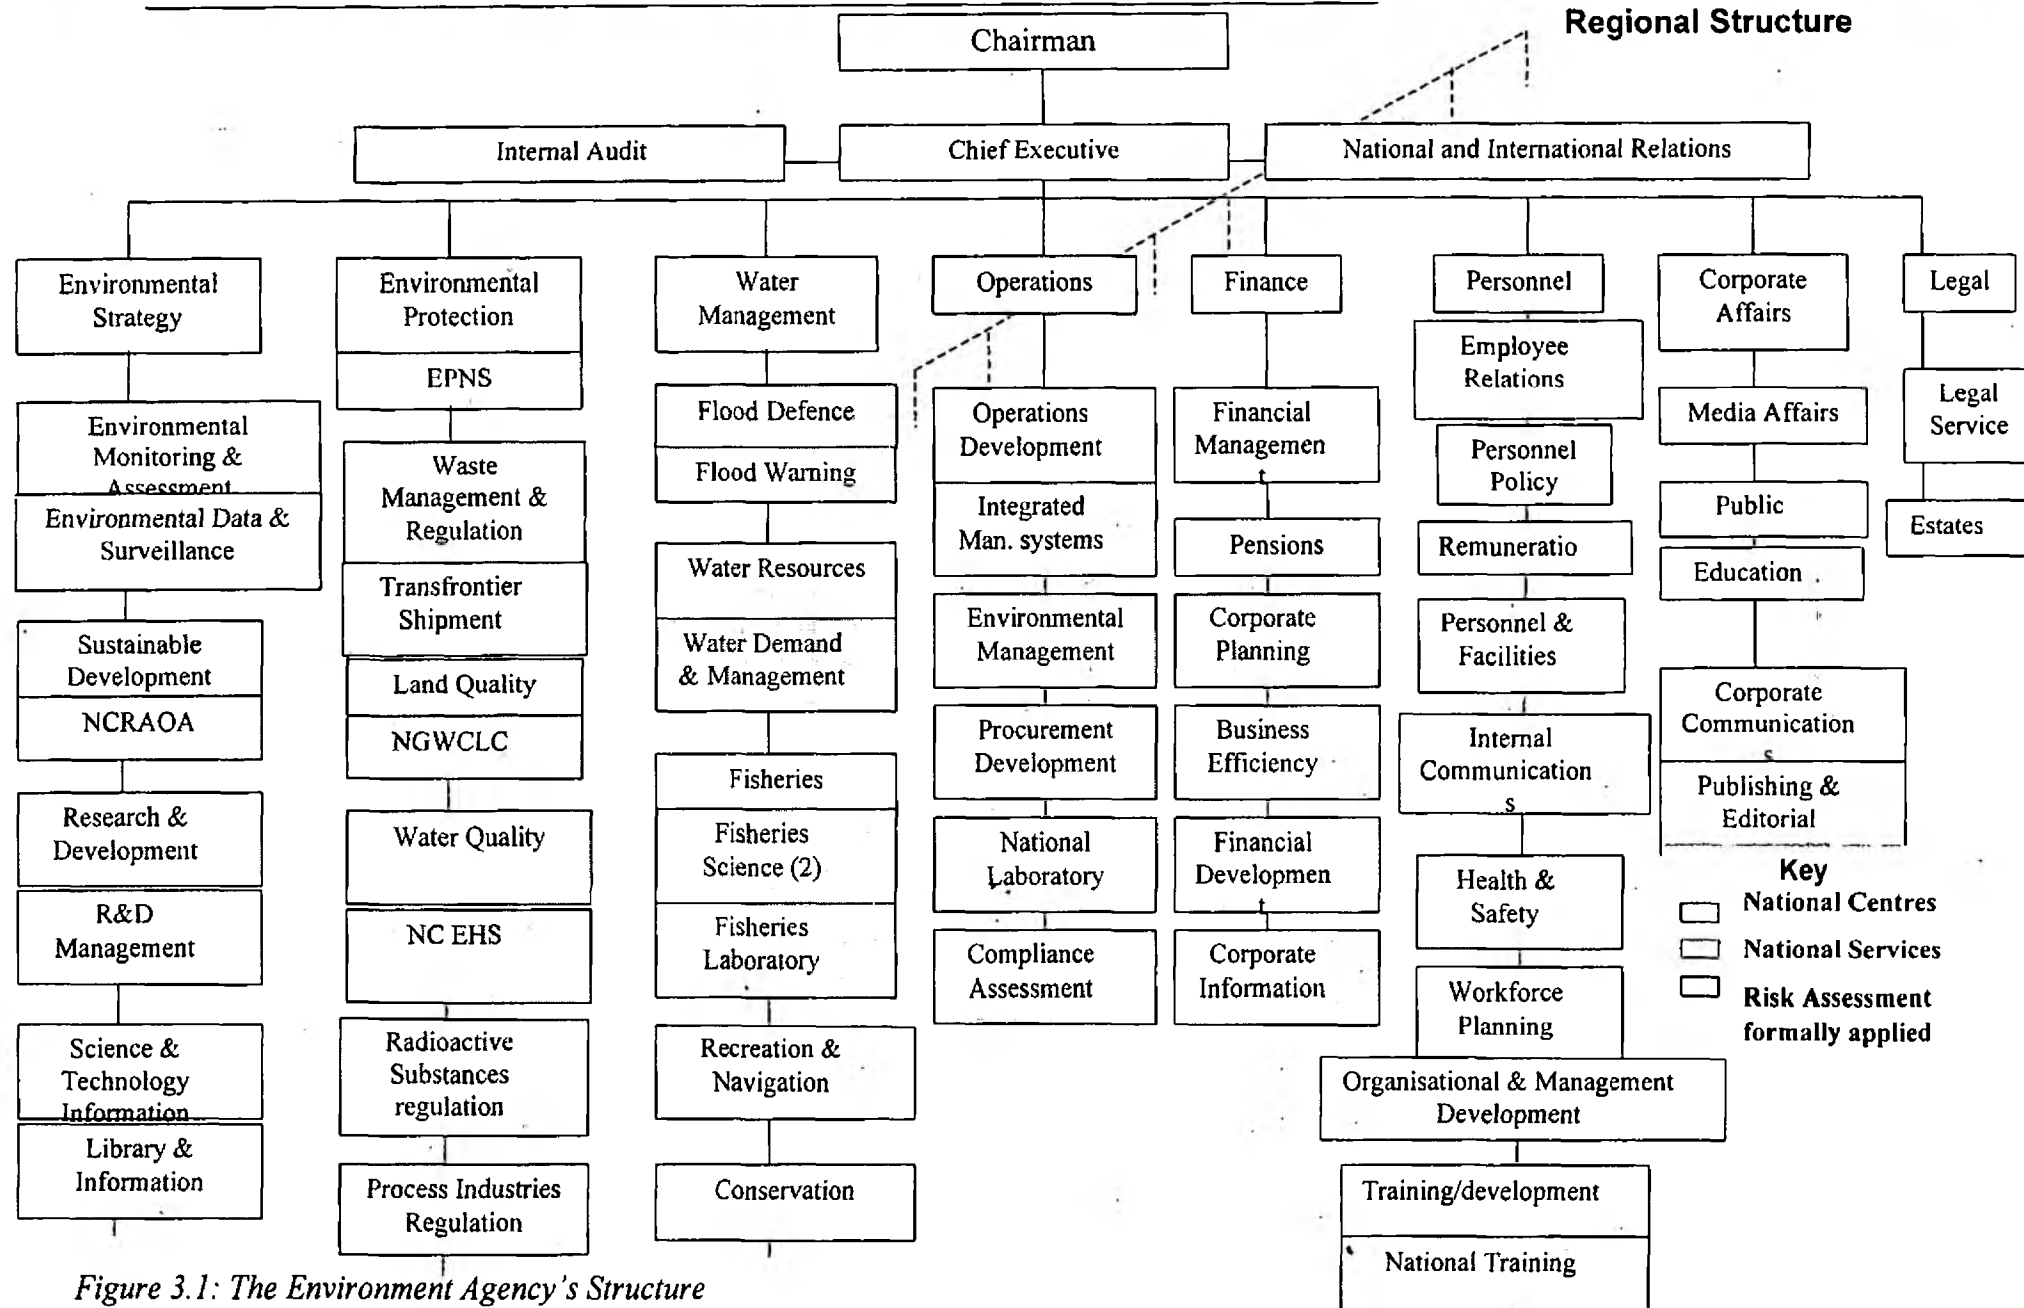 Regional Structure
Chairman
Internal Audit
Chief Executive
National and International Relations
Environmental
Strategy
Environmental
Monitoring &
Assessment
Environmental Data &
Surveillance
Sustainable
Development
NCRAOA
Research &
Development
R&D
Management
Science &
Technology
Information
Library &
Information
Environmental
Protection
EPNS
Waste
Management &
Regulation
Transfrontier
Shipment
Land Quality
NGWCLC
Water Quality
NC EHS
Radioactive
Substances
regulation
Process Industries
Regulation
Water
Management
Flood Defence
Flood Warning
Water Resources
Water Demand
& Management
Fisheries
Fisheries
Science (2)
Fisheries
Laboratory
Recreation &
Navigation
Conservation
Operations
Operations
Development
Integrated
Man. systems
Environmental
Management
Procurement
Development
National
Laboratory
Compliance
Assessment
Finance
Financial
Managemen
t
Pensions
Corporate
Planning
Business
Efficiency
Financial
Developmen
t
Corporate
Information
Personnel
Employee
Relations
Personnel
Policy
Remuneratio
Personnel &
Facilities
Internal
Communication
s
Health &
Safety
Workforce
Planning
Organisational & Management
Development
Training/development
National Training
Corporate
Affairs
Media Affairs
Public
Education
Corporate
Communication
s
Publishing &
Editorial
Legal
Legal
Service
Estates
Key
National Centres
National Services
Risk Assessment
formally applied
Figure 3.1: The Environment Agency's Structure